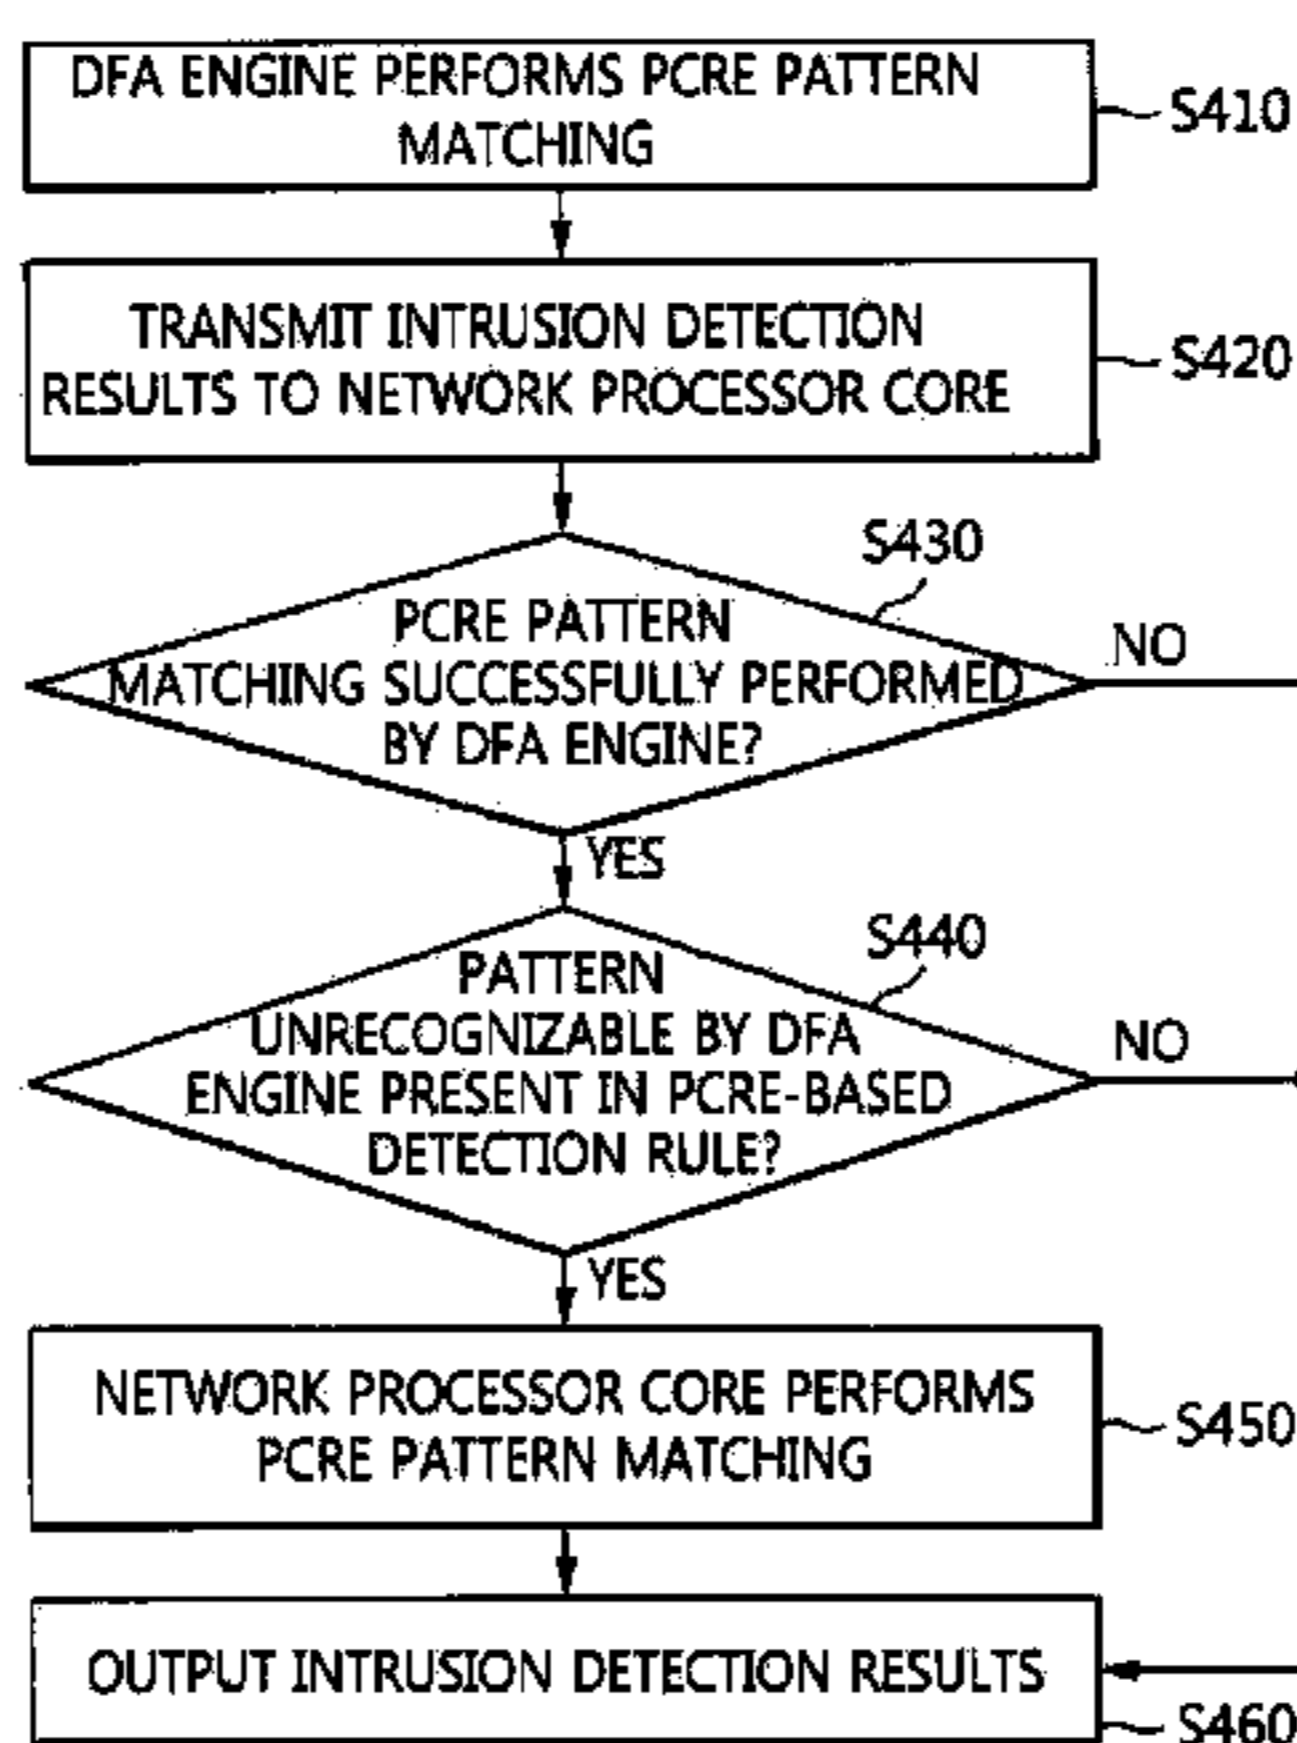 DFA ENGINE PERFORMS PCRE PATTERN
MATCHING
S410
TRANSMIT INTRUSION DETECTION
RESULTS TO NETWORK PROCESSOR CORE
S420
S430
PCRE PATTERN
MATCHING SUCCESSFULLY PERFORMED
BY DFA ENGINE?
NO
YES
S440
PATTERN
UNRECOGNIZABLE BY DFA
ENGINE PRESENT IN PCRE-BASED
DETECTION RULE?
NO
YES
NETWORK PROCESSOR CORE PERFORMS
PCRE PATTERN MATCHING
S450
OUTPUT INTRUSION DETECTION RESULTS
S460